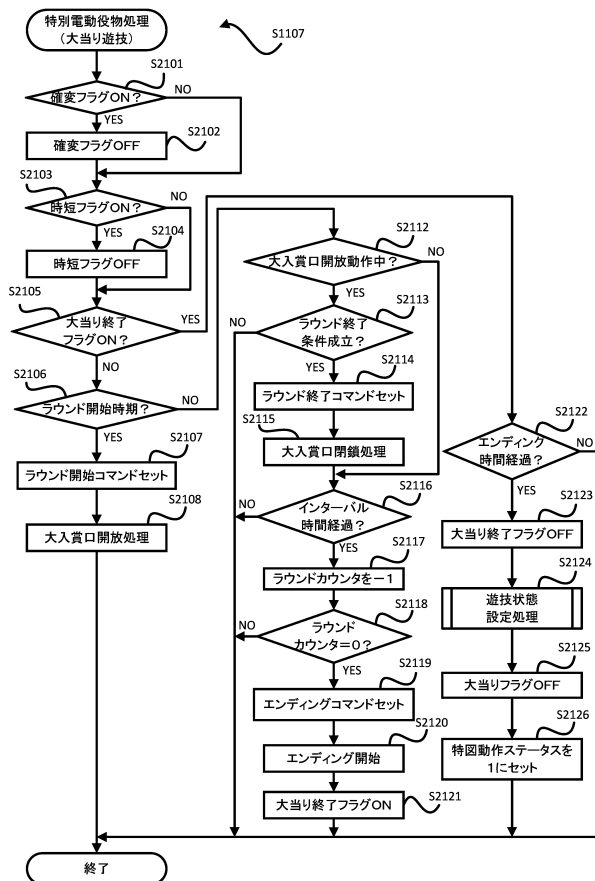 特別電動役物処理
(大当り遊技)
S1107
S2101
確変フラグON?
NO
YES
S2102
確変フラグOFF
S2103
時短フラグON?
NO
YES
S2104
時短フラグOFF
S2105
大当り終了
フラグON?
YES
NO
S2106
ラウンド開始時期?
NO
YES
S2107
ラウンド開始コマンドセット
S2108
大入賞口開放処理
NO
S2112
大入賞口開放動作中?
NO
YES
S2113
ラウンド終了
条件成立?
NO
YES
S2114
ラウンド終了コマンドセット
S2115
大入賞口閉鎖処理
S2116
インターバル
時間経過?
NO
YES
S2117
ラウンドカウンタを-1
S2118
ラウンド
カウンタ=0?
NO
YES
S2119
エンディングコマンドセット
S2120
エンディング開始
S2121
大当り終了フラグON
NO
S2122
エンディング
時間経過?
NO
YES
S2123
大当り終了フラグOFF
S2124
遊技状態
設定処理
S2125
大当りフラグOFF
S2126
特図動作ステータスを
1にセット
終了